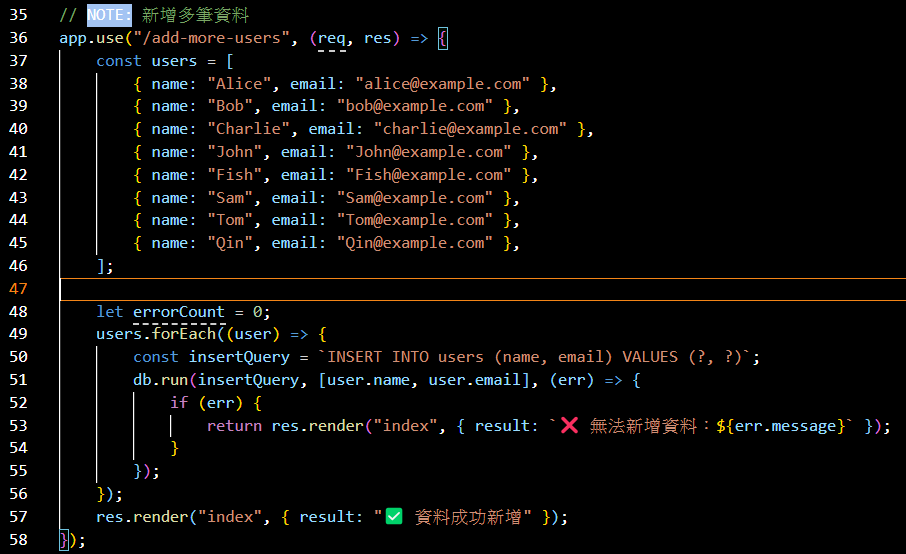 35 // NOTE: 新增多筆資料
36 app.use("/add-more-users", (req, res) => {
37     const users = [
38         { name: "Alice", email: "alice@example.com" },
39         { name: "Bob", email: "bob@example.com" },
40         { name: "Charlie", email: "charlie@example.com" },
41         { name: "John", email: "John@example.com" },
42         { name: "Fish", email: "Fish@example.com" },
43         { name: "Sam", email: "Sam@example.com" },
44         { name: "Tom", email: "Tom@example.com" },
45         { name: "Qin", email: "Qin@example.com" },
46     ];
47
48     let errorCount = 0;
49     users.forEach((user) => {
50         const insertQuery = `INSERT INTO users (name, email) VALUES (?, ?)`;
51         db.run(insertQuery, [user.name, user.email], (err) => {
52             if (err) {
53                 return res.render("index", { result: `❌ 無法新增資料：${err.message}` });
54             }
55         });
56     });
57     res.render("index", { result: "✅ 資料成功新增" });
58 });